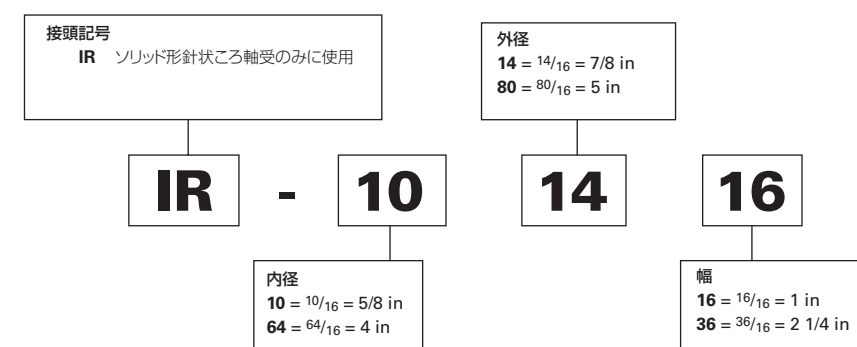 接頭記号
IR ソリッド形針状ころ軸受のみに使用
外径
14 = 14/16 = 7/8 in
80 = 80/16 = 5 in
IR - 10 14 16
内径
10 = 10/16 = 5/8 in
64 = 64/16 = 4 in
幅
16 = 16/16 = 1 in
36 = 36/16 = 2 1/4 in